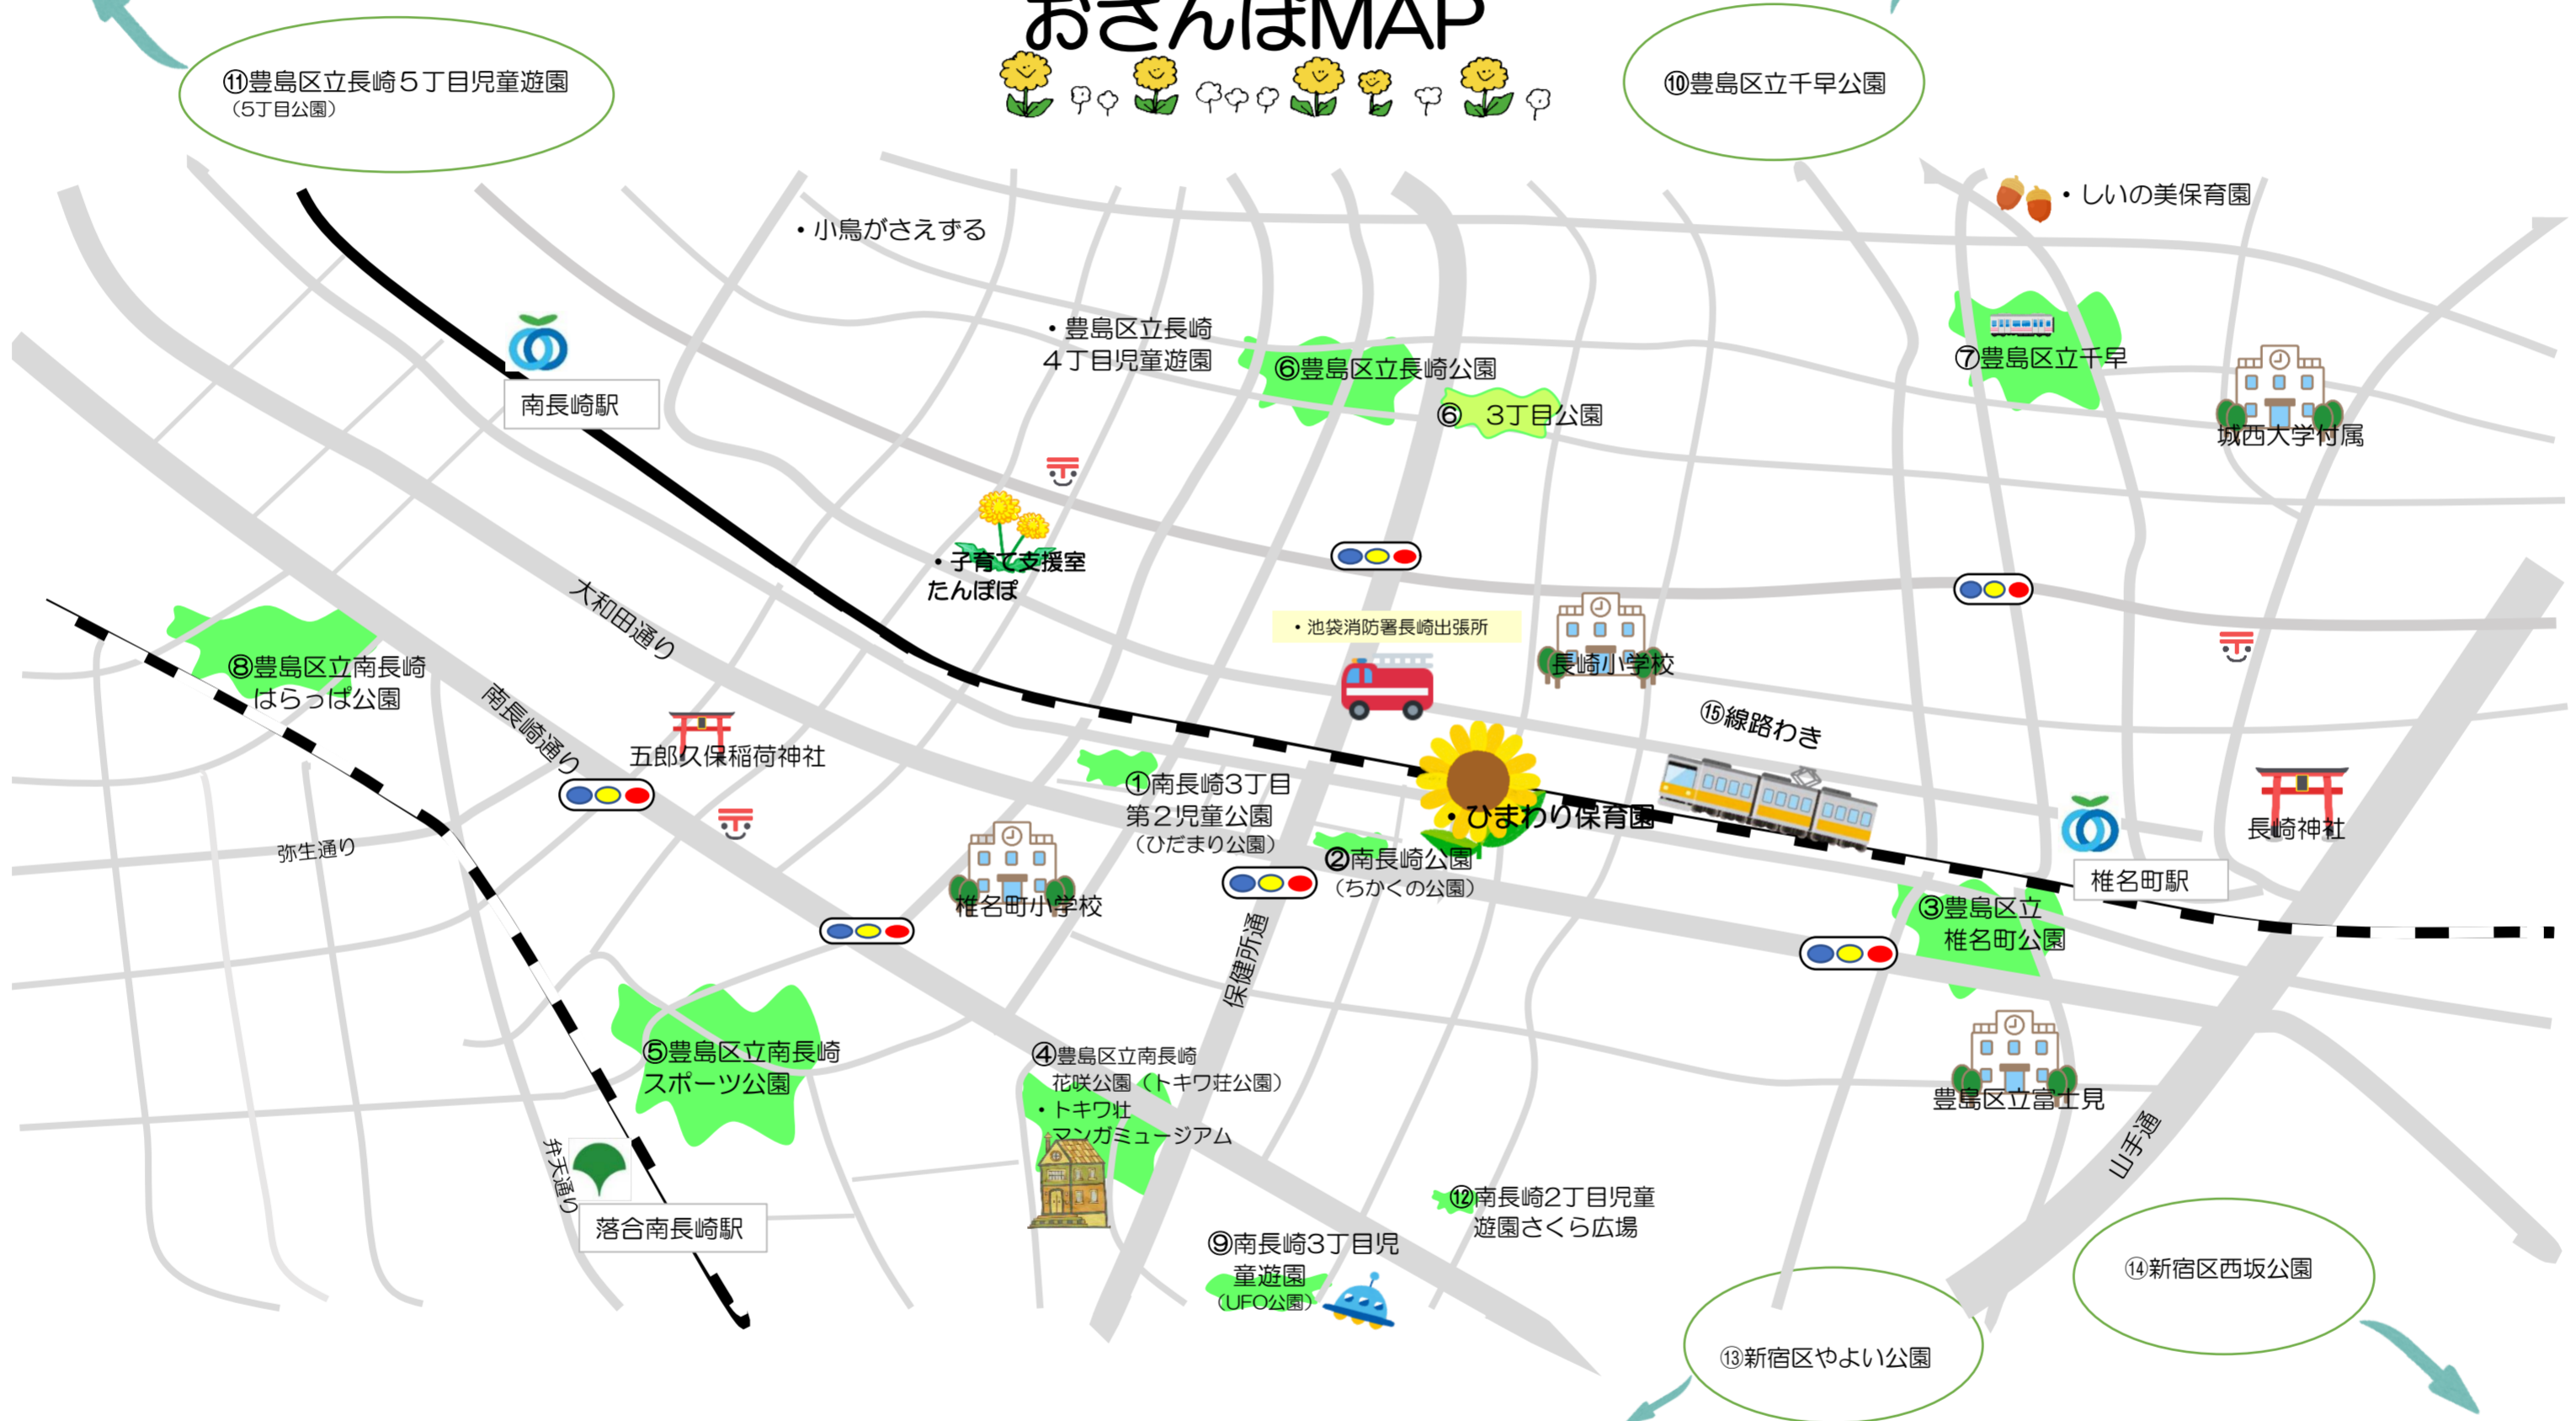 おさんぽMAP
⑪豊島区立長崎５丁目児童遊園
（5丁目公園）
⑩豊島区立千早公園
・しいの美保育園
・小鳥がさえずる
・豊島区立長崎
４丁目児童遊園
⑥豊島区立長崎公園
⑥　3丁目公園
⑦豊島区立千早
城西大学付属
南長崎駅
・子育て支援室
たんぽぽ
大和田通り
・池袋消防署長崎出張所
長崎小学校
⑧豊島区立南長崎
はらっぱ公園
南長崎通り
五郎久保稲荷神社
⑮線路わき
①南長崎3丁目
第２児童公園
（ひだまり公園）
・ひまわり保育園
長崎神社
弥生通り
②南長崎公園
（ちかくの公園）
椎名町駅
椎名町小学校
③豊島区立
椎名町公園
保健所通
⑤豊島区立南長崎
スポーツ公園
④豊島区立南長崎
花咲公園（トキワ荘公園）
・トキワ荘
マンガミュージアム
豊島区立富士見
山手通
弁天通り
落合南長崎駅
⑫南長崎2丁目児童
遊園さくら広場
⑨南長崎3丁目児
童遊園
（UFO公園）
⑭新宿区西坂公園
⑬新宿区やよい公園